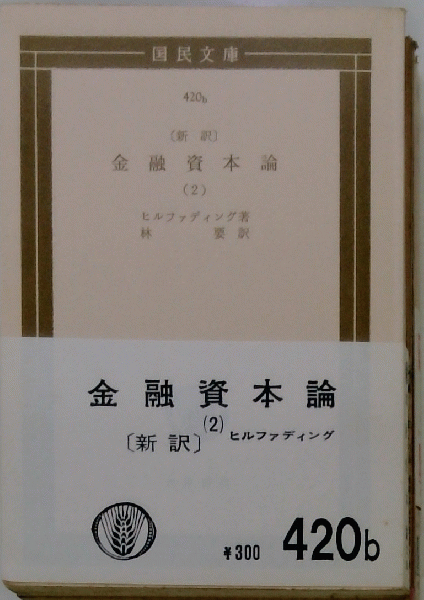 国民文庫
420b
〔新訳〕
金融資本論
(2)
ヒルファディング著
林要訳
金融資本論
(2)
〔新訳〕 ヒルファディング
¥300 420b